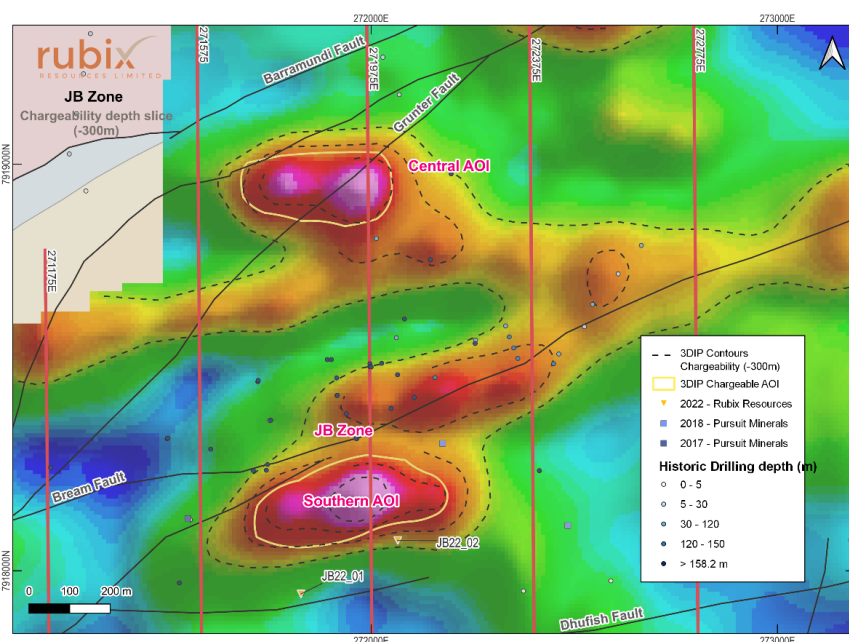 272000E
273000E
rubix
RESOURCES LIMITED
JB Zone
Chargeability depth slice
(-300m)
271575
271975E
272375E
272775E
Barramundi Fault
Grunter Fault
Central AOI
7919000N
271175E
3DIP Contours
Chargeability (-300m)
3DIP Chargeable AOI
2022 - Rubix Resources
2018 - Pursuit Minerals
2017 - Pursuit Minerals
Historic Drilling depth (m)
0 - 5
5 - 30
30 - 120
120 - 150
> 158.2 m
JB Zone
Bream Fault
Southern AOI
JB22_02
JB22_01
7918000N
0 100 200 m
Dhufish Fault
272000E
273000E